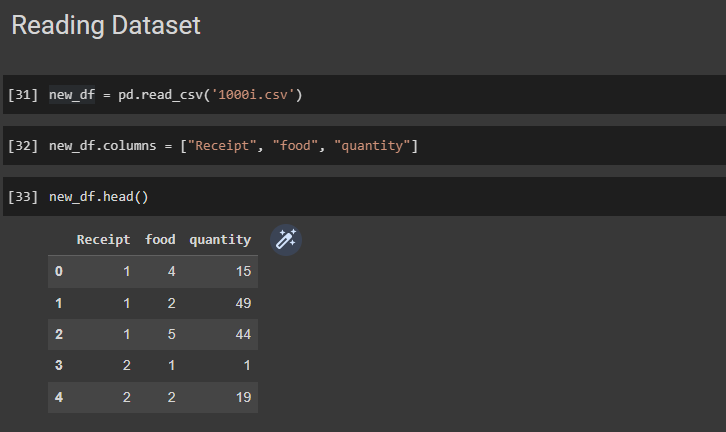 Reading Dataset
[31] new_df = pd.read_csv('1000i.csv')
[32] new_df.columns = ["Receipt", "food", "quantity"]
[33] new_df.head()
Receipt food quantity
0 1 4 15
1 1 2 49
2 1 5 44
3 2 1 1
4 2 2 19